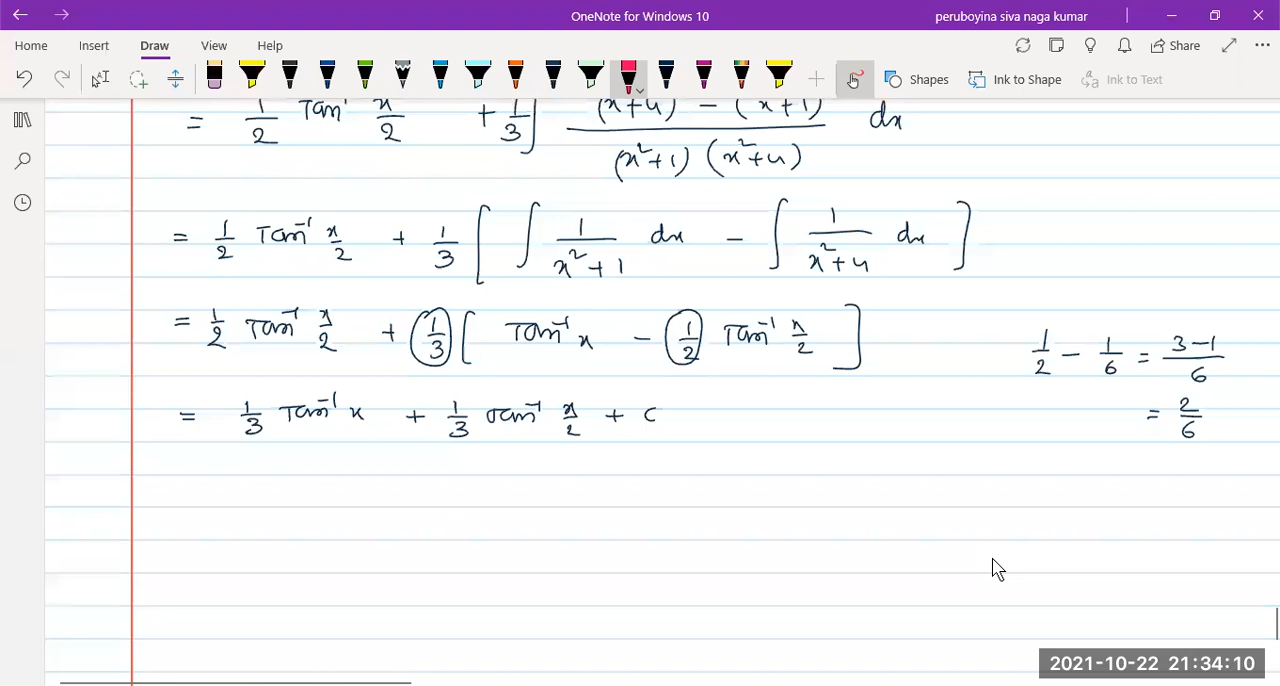 OneNote for Windows 10
peruboyina siva naga kumar
Home Insert Draw View Help
Share
Shapes Ink to Shape Ink to Text
= 1/2 Tan⁻¹ x/2 + 1/3 ∫ (x²+4) - (x²+1) / (x²+1) (x²+4) dx
= 1/2 Tan⁻¹ x/2 + 1/3 [ ∫ 1/(x²+1) dx - ∫ 1/(x²+4) dx ]
= 1/2 Tan⁻¹ x/2 + 1/3 [ Tan⁻¹ x - 1/2 Tan⁻¹ x/2 ]
1/2 - 1/6 = (3-1)/6
= 1/3 Tan⁻¹ x + 1/3 Tan⁻¹ x/2 + c
= 2/6
2021-10-22 21:34:10